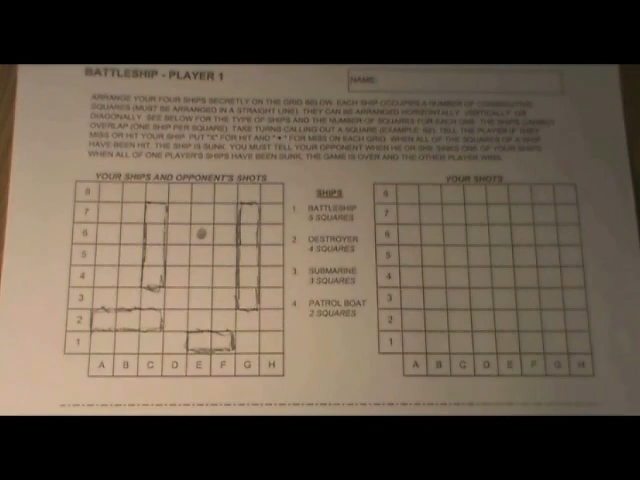 BATTLESHIP - PLAYER 1
NAME:
ARRANGE YOUR FOUR SHIPS SECRETLY ON THE GRID BELOW. EACH SHIP OCCUPIES A NUMBER OF CONSECUTIVE
SQUARES (MUST BE ARRANGED IN A STRAIGHT LINE). THEY CAN BE ARRANGED HORIZONTALLY, VERTICALLY, OR
DIAGONALLY. SEE BELOW FOR THE TYPE OF SHIPS AND THE NUMBER OF SQUARES FOR EACH ONE. THE SHIPS CANNOT
OVERLAP (ONE SHIP PER SQUARE). TAKE TURNS CALLING OUT A SQUARE (EXAMPLE: ). TELL THE PLAYER IF THEY
MISS OR HIT YOUR SHIP. PUT "X" FOR HIT AND "•" FOR MISS ON EACH GRID. WHEN ALL OF THE SQUARES OF A SHIP
HAVE BEEN HIT, THE SHIP IS SUNK. YOU MUST TELL YOUR OPPONENT WHEN HE OR SHE SINKS ONE OF YOUR SHIPS.
WHEN ALL OF ONE PLAYER'S SHIPS HAVE BEEN SUNK, THE GAME IS OVER AND THE OTHER PLAYER WINS.
YOUR SHIPS AND OPPONENT'S SHOTS
8
7
6
5
4
3
2
1
A B C D E F G H
SHIPS
1. BATTLESHIP
5 SQUARES
2. DESTROYER
4 SQUARES
3. SUBMARINE
3 SQUARES
4. PATROL BOAT
2 SQUARES
YOUR SHOTS
8
7
6
5
4
3
2
1
A B C D E F G H